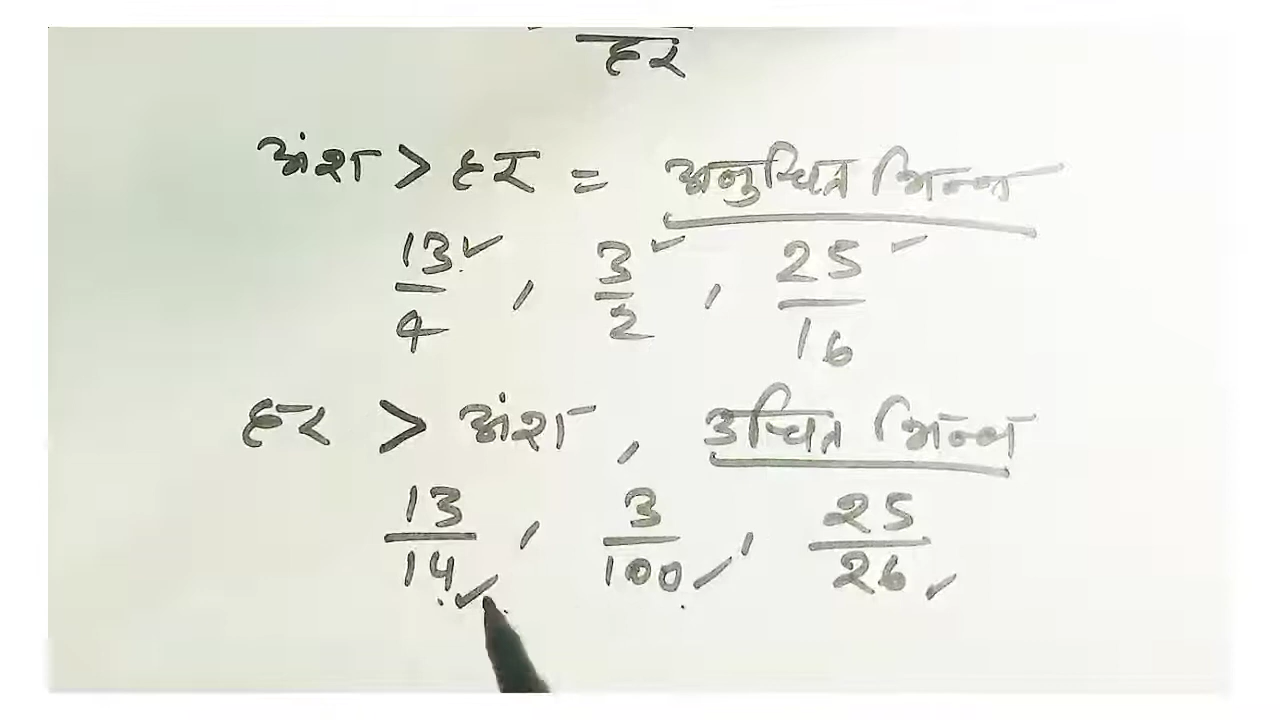 हर
अंश > हर = अनुचित भिन्न
13/4 , 3/2 , 25/16
हर > अंश , उचित भिन्न
13/14 , 3/100 , 25/26